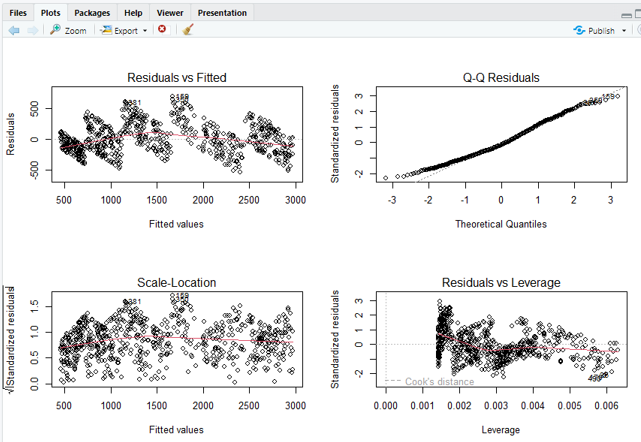 Files Plots Packages Help Viewer Presentation
Zoom Export Publish
Residuals vs Fitted
Residuals
-500 0 500
381
500 1000 1500 2000 2500 3000
Fitted values
Q-Q Residuals
Standardized residuals
-2 -1 0 1 2 3
-3 -2 -1 0 1 2 3
Theoretical Quantiles
Scale-Location
√|Standardized residuals|
0.0 0.5 1.0 1.5
381
500 1000 1500 2000 2500 3000
Fitted values
Residuals vs Leverage
Standardized residuals
-2 0 1 2 3
Cook's distance
0.000 0.001 0.002 0.003 0.004 0.005 0.006
Leverage